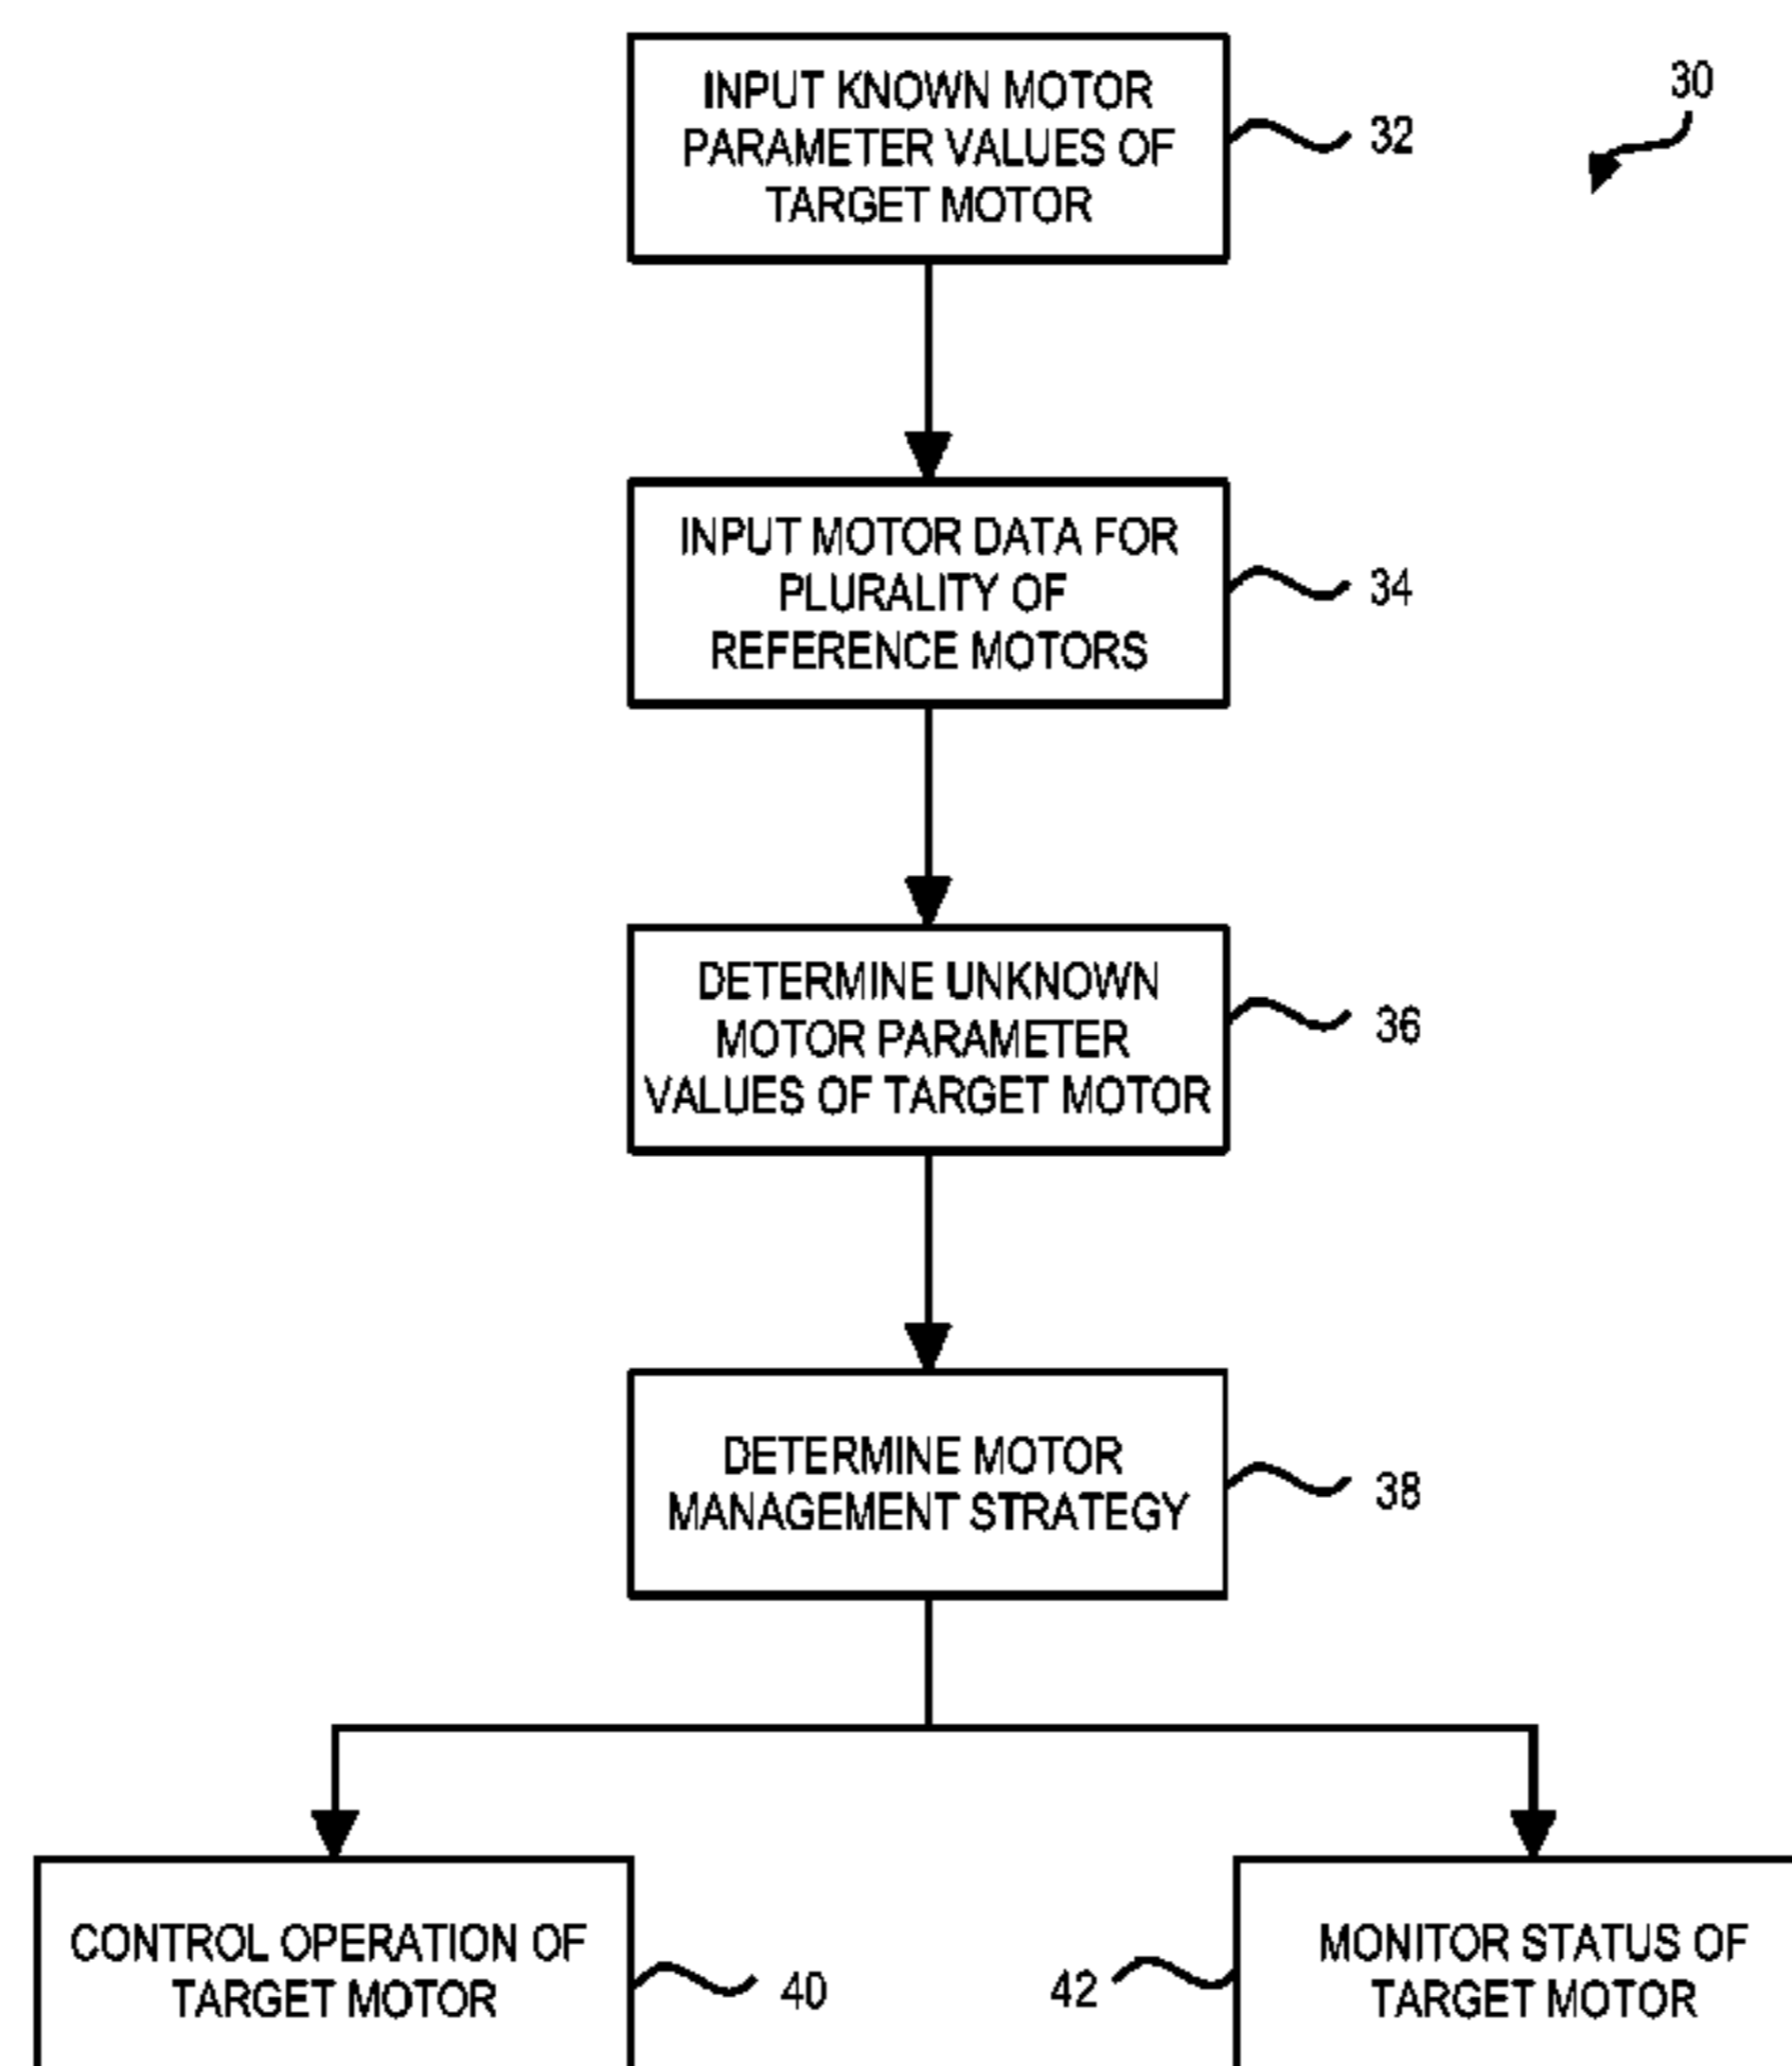 INPUT KNOWN MOTOR
PARAMETER VALUES OF
TARGET MOTOR
32
30
INPUT MOTOR DATA FOR
PLURALITY OF
REFERENCE MOTORS
34
DETERMINE UNKNOWN
MOTOR PARAMETER
VALUES OF TARGET MOTOR
36
DETERMINE MOTOR
MANAGEMENT STRATEGY
38
CONTROL OPERATION OF
TARGET MOTOR
40
42
MONITOR STATUS OF
TARGET MOTOR